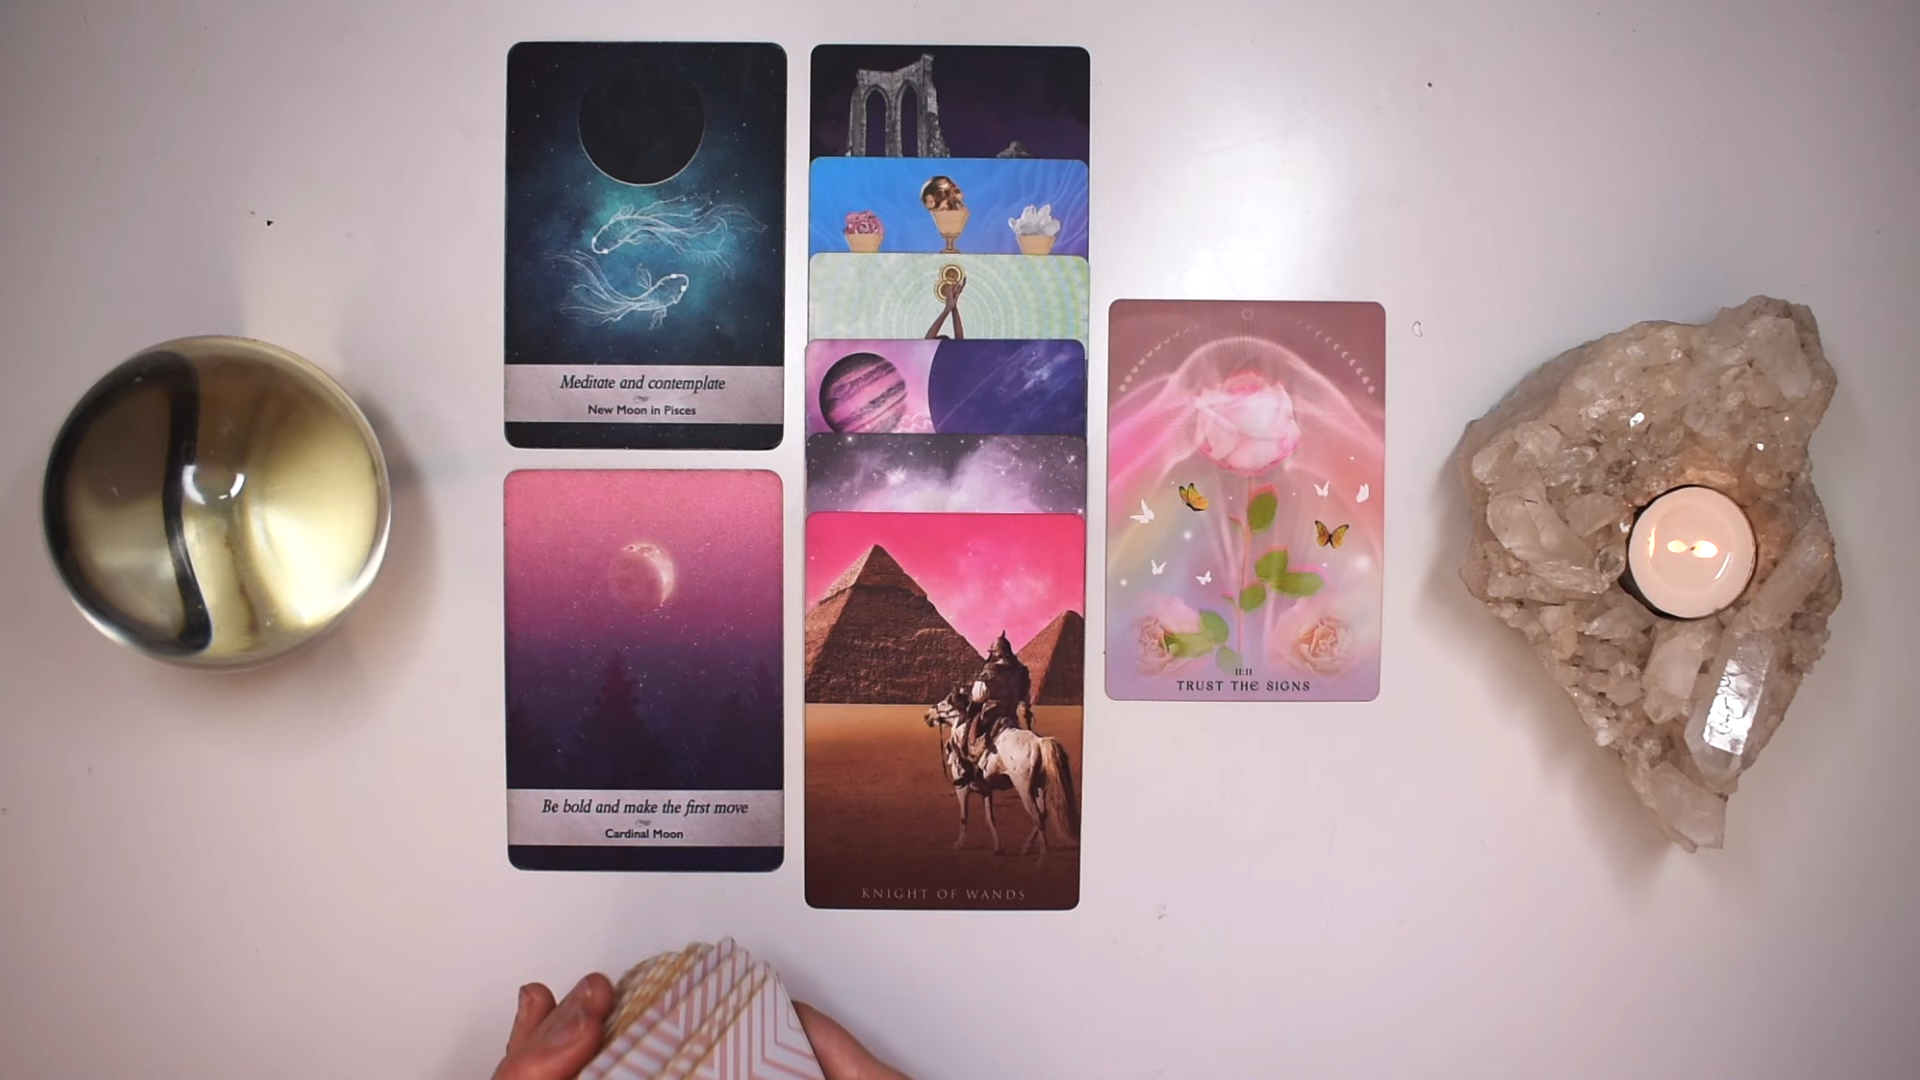 Meditate and contemplate
New Moon in Pisces
Be bold and make the first move
Cardinal Moon
KNIGHT OF WANDS
11:11
TRUST THE SIGNS